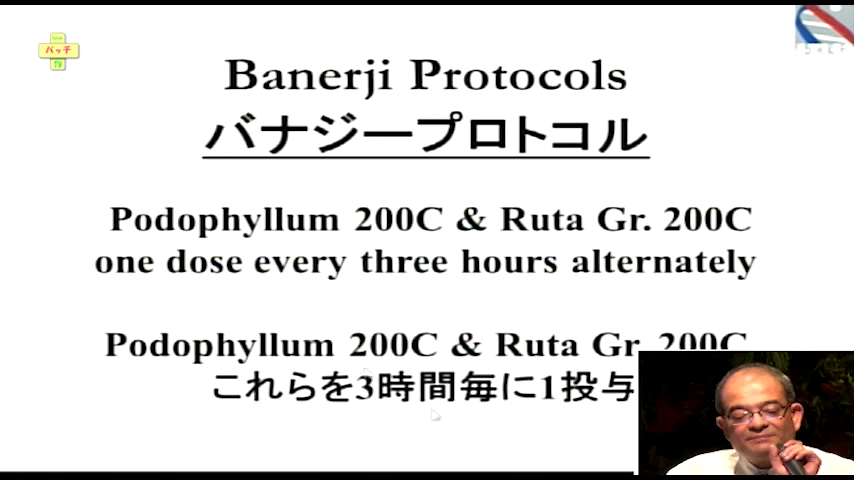 パッチ
TV
Banerji Protocols
バナジープロトコル
Podophyllum 200C & Ruta Gr. 200C
one dose every three hours alternately
Podophyllum 200C & Ruta Gr. 200C
これらを3時間毎に1投与